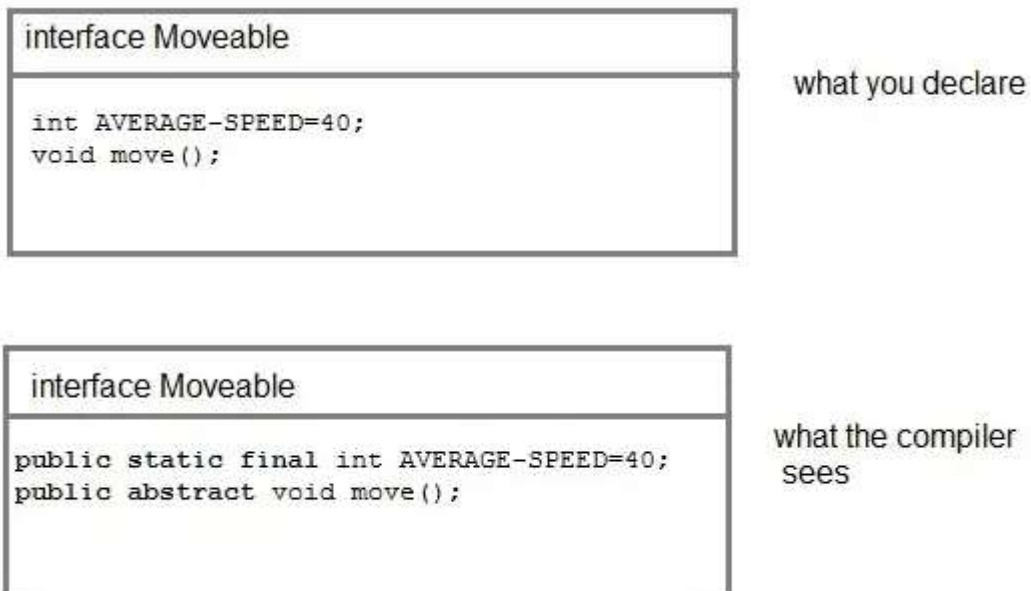 interface Moveable
what you declare
int AVERAGE-SPEED=40;
void move();
interface Moveable
what the compiler
sees
public static final int AVERAGE-SPEED=40;
public abstract void move();